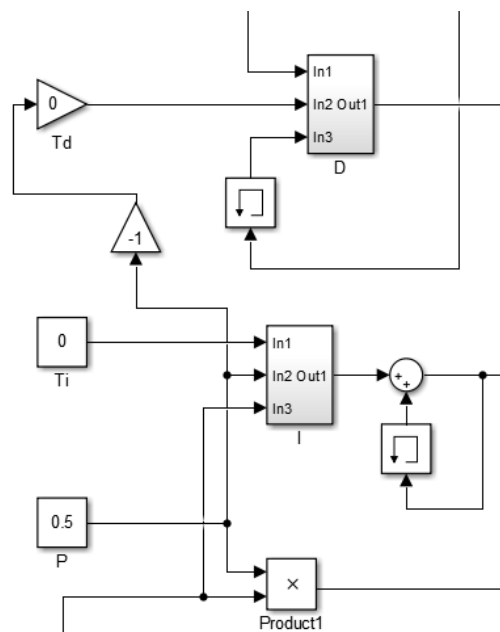 In1
0
In2 Out1
Td
In3
D
-1
0
In1
Ti
In2 Out1
+
+
In3
I
0.5
P
×
Product1